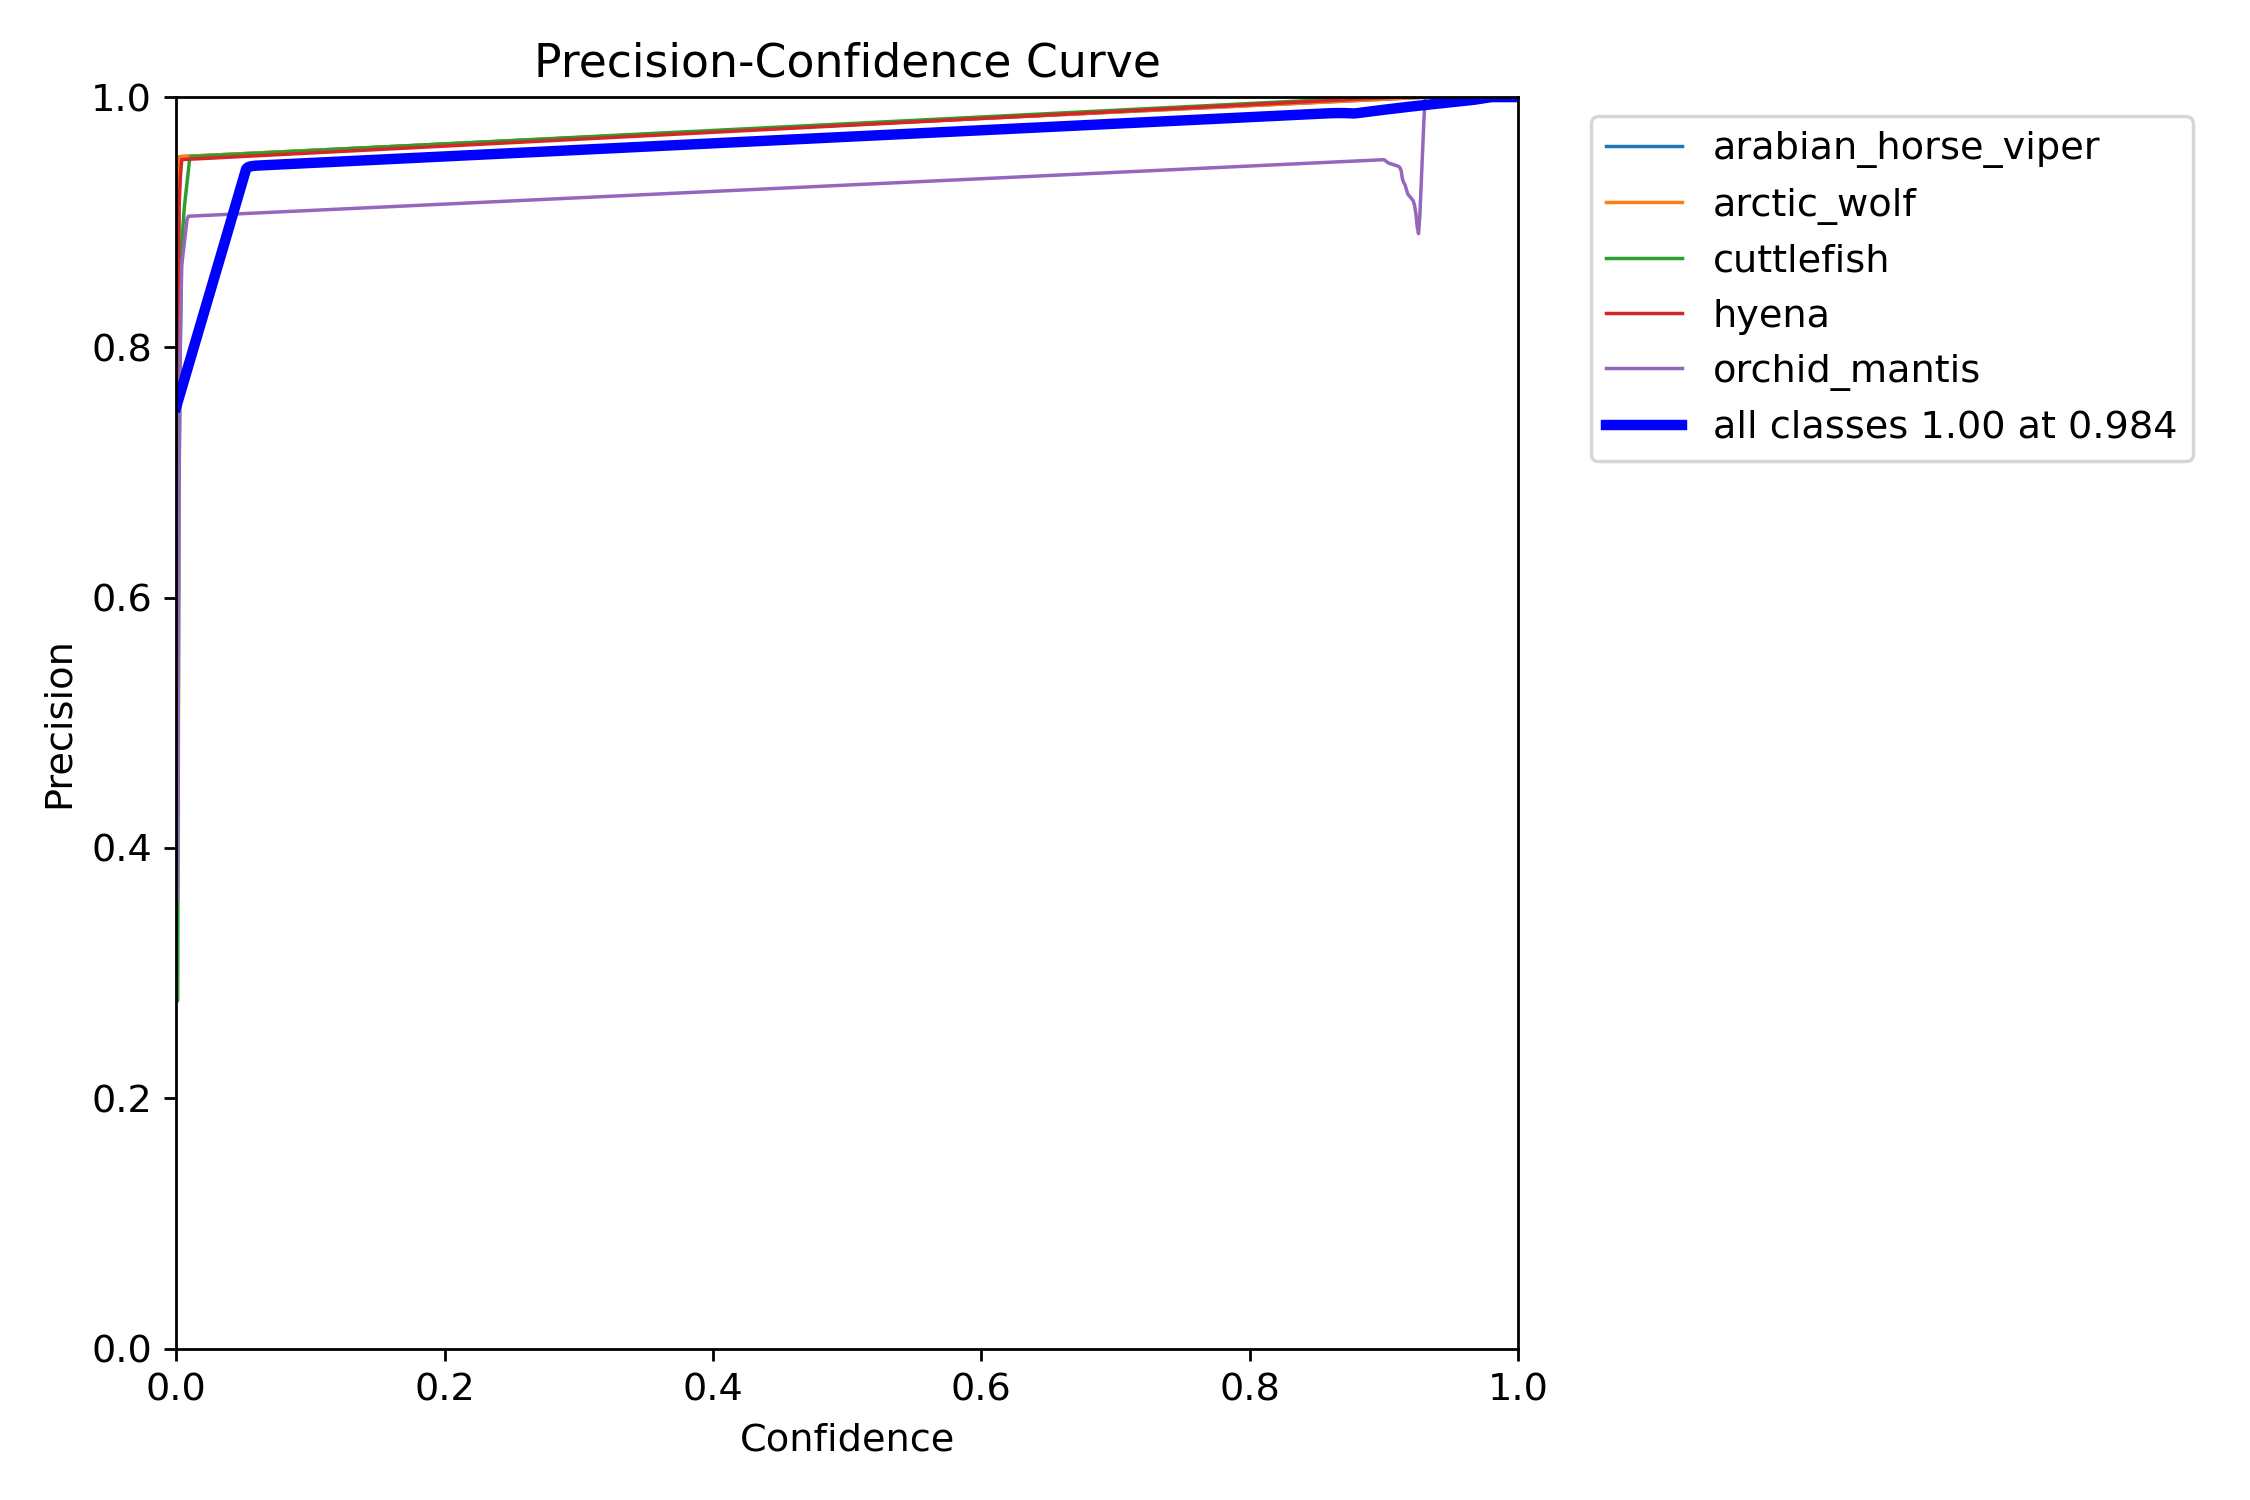 Precision-Confidence Curve
1.0
0.8
0.6
0.4
0.2
0.0
Precision
0.0 0.2 0.4 0.6 0.8 1.0
Confidence
arabian_horse_viper
arctic_wolf
cuttlefish
hyena
orchid_mantis
all classes 1.00 at 0.984